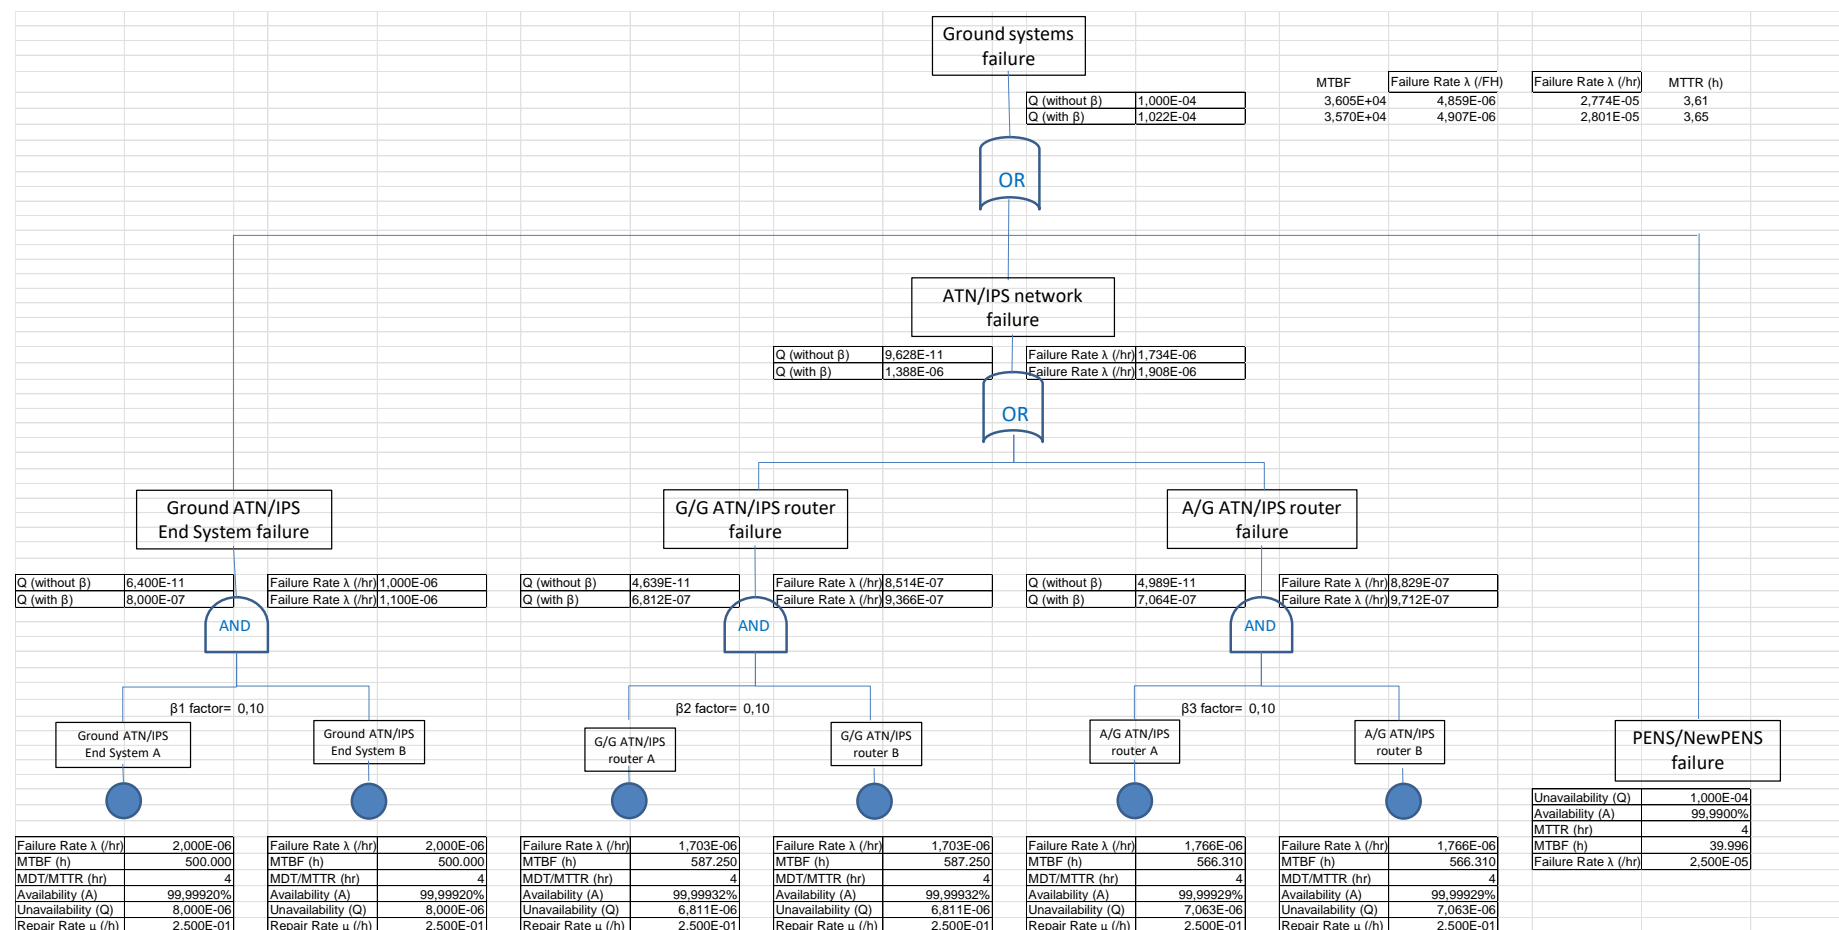 Ground systems
failure
MTBF Failure Rate λ (/FH) Failure Rate λ (/hr) MTTR (h)
Q (without β) 1,000E-04 3,605E+04 4,859E-06 2,774E-05 3,61
Q (with β) 1,022E-04 3,570E+04 4,907E-06 2,801E-05 3,65
OR
ATN/IPS network
failure
Q (without β) 9,628E-11 Failure Rate λ (/hr) 1,734E-06
Q (with β) 1,388E-06 Failure Rate λ (/hr) 1,908E-06
OR
Ground ATN/IPS
End System failure
G/G ATN/IPS router
failure
A/G ATN/IPS router
failure
Q (without β) 6,400E-11 Failure Rate λ (/hr) 1,000E-06 Q (without β) 4,639E-11 Failure Rate λ (/hr) 8,514E-07 Q (without β) 4,989E-11 Failure Rate λ (/hr) 8,829E-07
Q (with β) 8,000E-07 Failure Rate λ (/hr) 1,100E-06 Q (with β) 6,812E-07 Failure Rate λ (/hr) 9,366E-07 Q (with β) 7,064E-07 Failure Rate λ (/hr) 9,712E-07
AND AND AND
β1 factor= 0,10 β2 factor= 0,10 β3 factor= 0,10
Ground ATN/IPS
End System A
Ground ATN/IPS
End System B
G/G ATN/IPS
router A
G/G ATN/IPS
router B
A/G ATN/IPS
router A
A/G ATN/IPS
router B
PENS/NewPENS
failure
Unavailability (Q) 1,000E-04
Availability (A) 99,9900%
MTTR (hr) 4
MTBF (h) 39.996
Failure Rate λ (/hr) 2,500E-05
Failure Rate λ (/hr) 2,000E-06 Failure Rate λ (/hr) 2,000E-06 Failure Rate λ (/hr) 1,703E-06 Failure Rate λ (/hr) 1,703E-06 Failure Rate λ (/hr) 1,766E-06 Failure Rate λ (/hr) 1,766E-06
MTBF (h) 500.000 MTBF (h) 500.000 MTBF (h) 587.250 MTBF (h) 587.250 MTBF (h) 566.310 MTBF (h) 566.310
MDT/MTTR (hr) 4 MDT/MTTR (hr) 4 MDT/MTTR (hr) 4 MDT/MTTR (hr) 4 MDT/MTTR (hr) 4 MDT/MTTR (hr) 4
Availability (A) 99,99920% Availability (A) 99,99920% Availability (A) 99,99932% Availability (A) 99,99932% Availability (A) 99,99929% Availability (A) 99,99929%
Unavailability (Q) 8,000E-06 Unavailability (Q) 8,000E-06 Unavailability (Q) 6,811E-06 Unavailability (Q) 6,811E-06 Unavailability (Q) 7,063E-06 Unavailability (Q) 7,063E-06
Repair Rate μ (/h) 2,500E-01 Repair Rate μ (/h) 2,500E-01 Repair Rate μ (/h) 2,500E-01 Repair Rate μ (/h) 2,500E-01 Repair Rate μ (/h) 2,500E-01 Repair Rate μ (/h) 2,500E-01